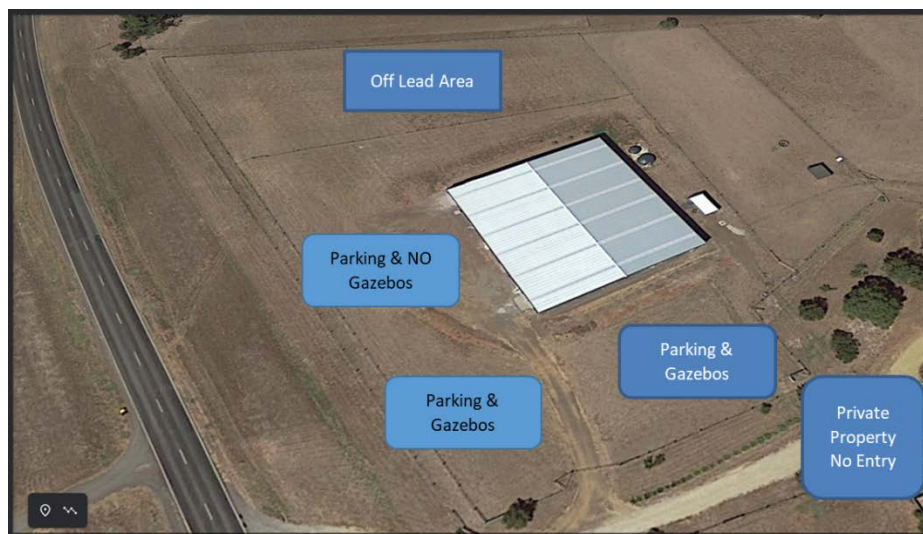 Off Lead Area
Parking & NO
Gazebos
Parking &
Gazebos
Parking &
Gazebos
Private
Property
No Entry